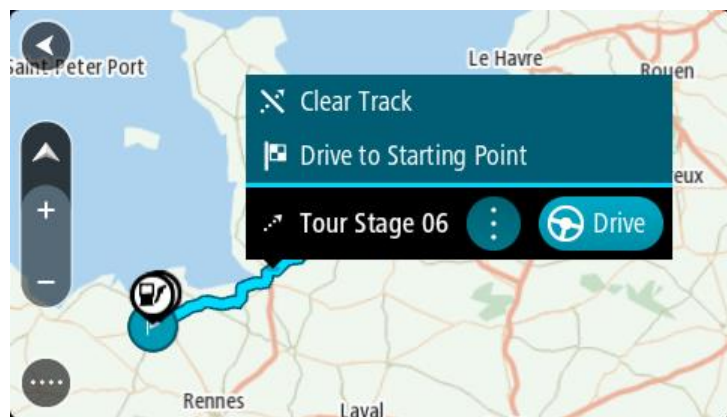 Saint Peter Port
Le Havre
Rouen
Clear Track
Drive to Starting Point
eux
Tour Stage 06
Drive
Rennes
Laval